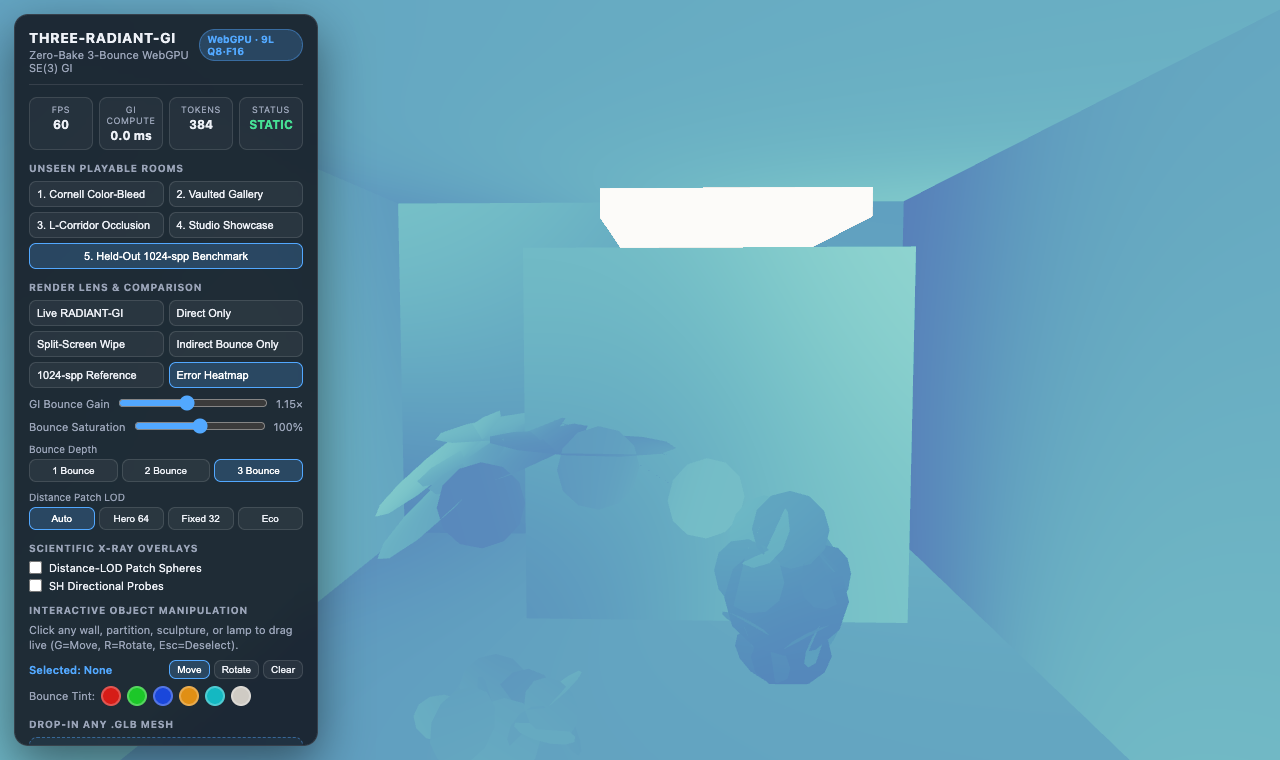 THREE-RADIANT-GI
Zero-Bake 3-Bounce WebGPU
SE(3) GI
WebGPU · 9L
Q8·F16
FPS
60
GI
COMPUTE
0.0 ms
TOKENS
384
STATUS
STATIC
UNSEEN PLAYABLE ROOMS
1. Cornell Color-Bleed
2. Vaulted Gallery
3. L-Corridor Occlusion
4. Studio Showcase
5. Held-Out 1024-spp Benchmark
RENDER LENS & COMPARISON
Live RADIANT-GI
Direct Only
Split-Screen Wipe
Indirect Bounce Only
1024-spp Reference
Error Heatmap
GI Bounce Gain 1.15×
Bounce Saturation 100%
Bounce Depth
1 Bounce
2 Bounce
3 Bounce
Distance Patch LOD
Auto
Hero 64
Fixed 32
Eco
SCIENTIFIC X-RAY OVERLAYS
Distance-LOD Patch Spheres
SH Directional Probes
INTERACTIVE OBJECT MANIPULATION
Click any wall, partition, sculpture, or lamp to drag
live (G=Move, R=Rotate, Esc=Deselect).
Selected: None
Move
Rotate
Clear
Bounce Tint:
DROP-IN ANY .GLB MESH